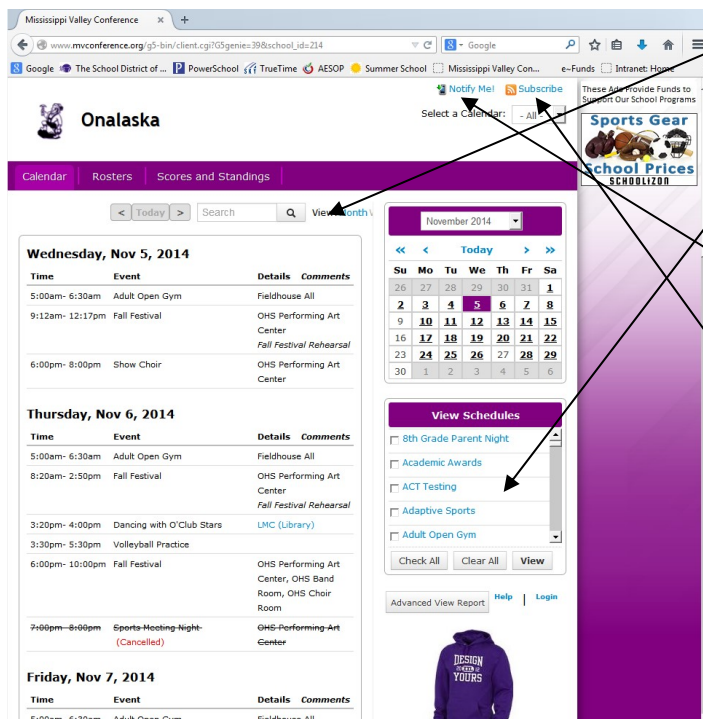 Mississippi Valley Conference × +
www.mvconference.org/g5-bin/client.cgi?G5genie=39&school_id=214 Google
Google The School District of ... PowerSchool TrueTime AESOP Summer School Mississippi Valley Con... e~Funds Intranet: Home
Notify Me! Subscribe
Select a Calendar: - All -
Onalaska
These Ads Provide Funds to
Support Our School Programs
Sports Gear
School Prices
SCHOOLIZON
Calendar Rosters Scores and Standings
< Today > Search View Month
Wednesday, Nov 5, 2014
Time Event Details Comments
5:00am- 6:30am Adult Open Gym Fieldhouse All
9:12am- 12:17pm Fall Festival OHS Performing Art
Center
Fall Festival Rehearsal
6:00pm- 8:00pm Show Choir OHS Performing Art
Center
Thursday, Nov 6, 2014
Time Event Details Comments
5:00am- 6:30am Adult Open Gym Fieldhouse All
8:20am- 2:50pm Fall Festival OHS Performing Art
Center
Fall Festival Rehearsal
3:20pm- 4:00pm Dancing with O'Club Stars LMC (Library)
3:30pm- 5:30pm Volleyball Practice
6:00pm- 10:00pm Fall Festival OHS Performing Art
Center, OHS Band
Room, OHS Choir
Room
7:00pm- 8:00pm Sports Meeting Night- OHS Performing Art
(Cancelled) Center
Friday, Nov 7, 2014
Time Event Details Comments
5:00am- 6:30am Adult Open Gym Fieldhouse All
November 2014
<< < Today > >>
Su Mo Tu We Th Fr Sa
26 27 28 29 30 31 1
2 3 4 5 6 7 8
9 10 11 12 13 14 15
16 17 18 19 20 21 22
23 24 25 26 27 28 29
30 1 2 3 4 5 6
View Schedules
8th Grade Parent Night
Academic Awards
ACT Testing
Adaptive Sports
Adult Open Gym
Check All Clear All View
Advanced View Report Help | Login
DESIGN
YOURS